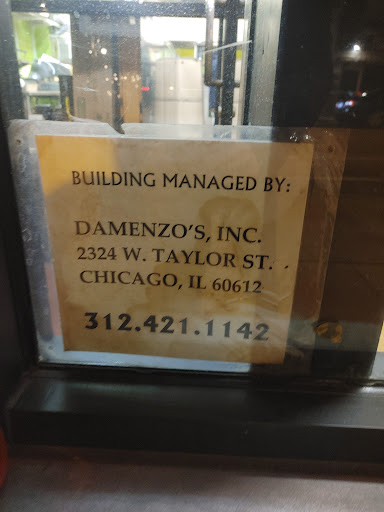 BUILDING MANAGED BY:
DAMENZO'S, INC.
2324 W. TAYLOR ST.
CHICAGO, IL 60612
312.421.1142